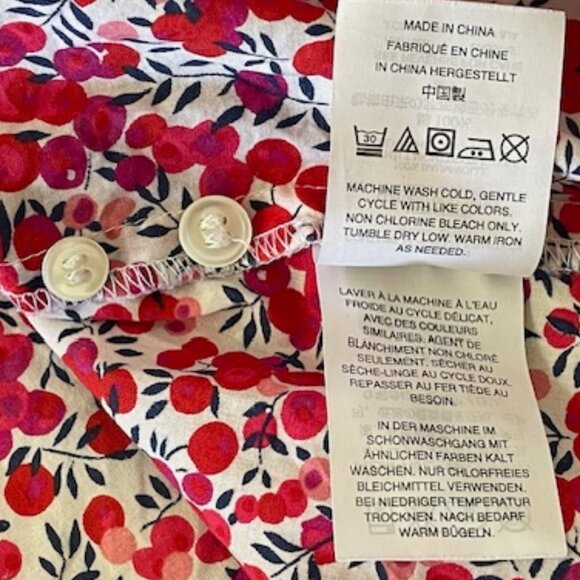 MADE IN CHINA
FABRIQUÉ EN CHINE
IN CHINA HERGESTELLT
中国製
30
MACHINE WASH COLD, GENTLE
CYCLE WITH LIKE COLORS.
NON CHLORINE BLEACH ONLY.
TUMBLE DRY LOW. WARM IRON
AS NEEDED.
LAVER À LA MACHINE À L'EAU
FROIDE AU CYCLE DÉLICAT,
AVEC DES COULEURS
SIMILAIRES. AGENT DE
BLANCHIMENT NON CHLORÉ
SEULEMENT. SÉCHER AU
SÈCHE-LINGE AU CYCLE DOUX.
REPASSER AU FER TIÈDE AU
BESOIN.
IN DER MASCHINE IM
SCHONWASCHGANG MIT
ÄHNLICHEN FARBEN KALT
WASCHEN. NUR CHLORFREIES
BLEICHMITTEL VERWENDEN.
BEI NIEDRIGER TEMPERATUR
TROCKNEN. NACH BEDARF
WARM BÜGELN.